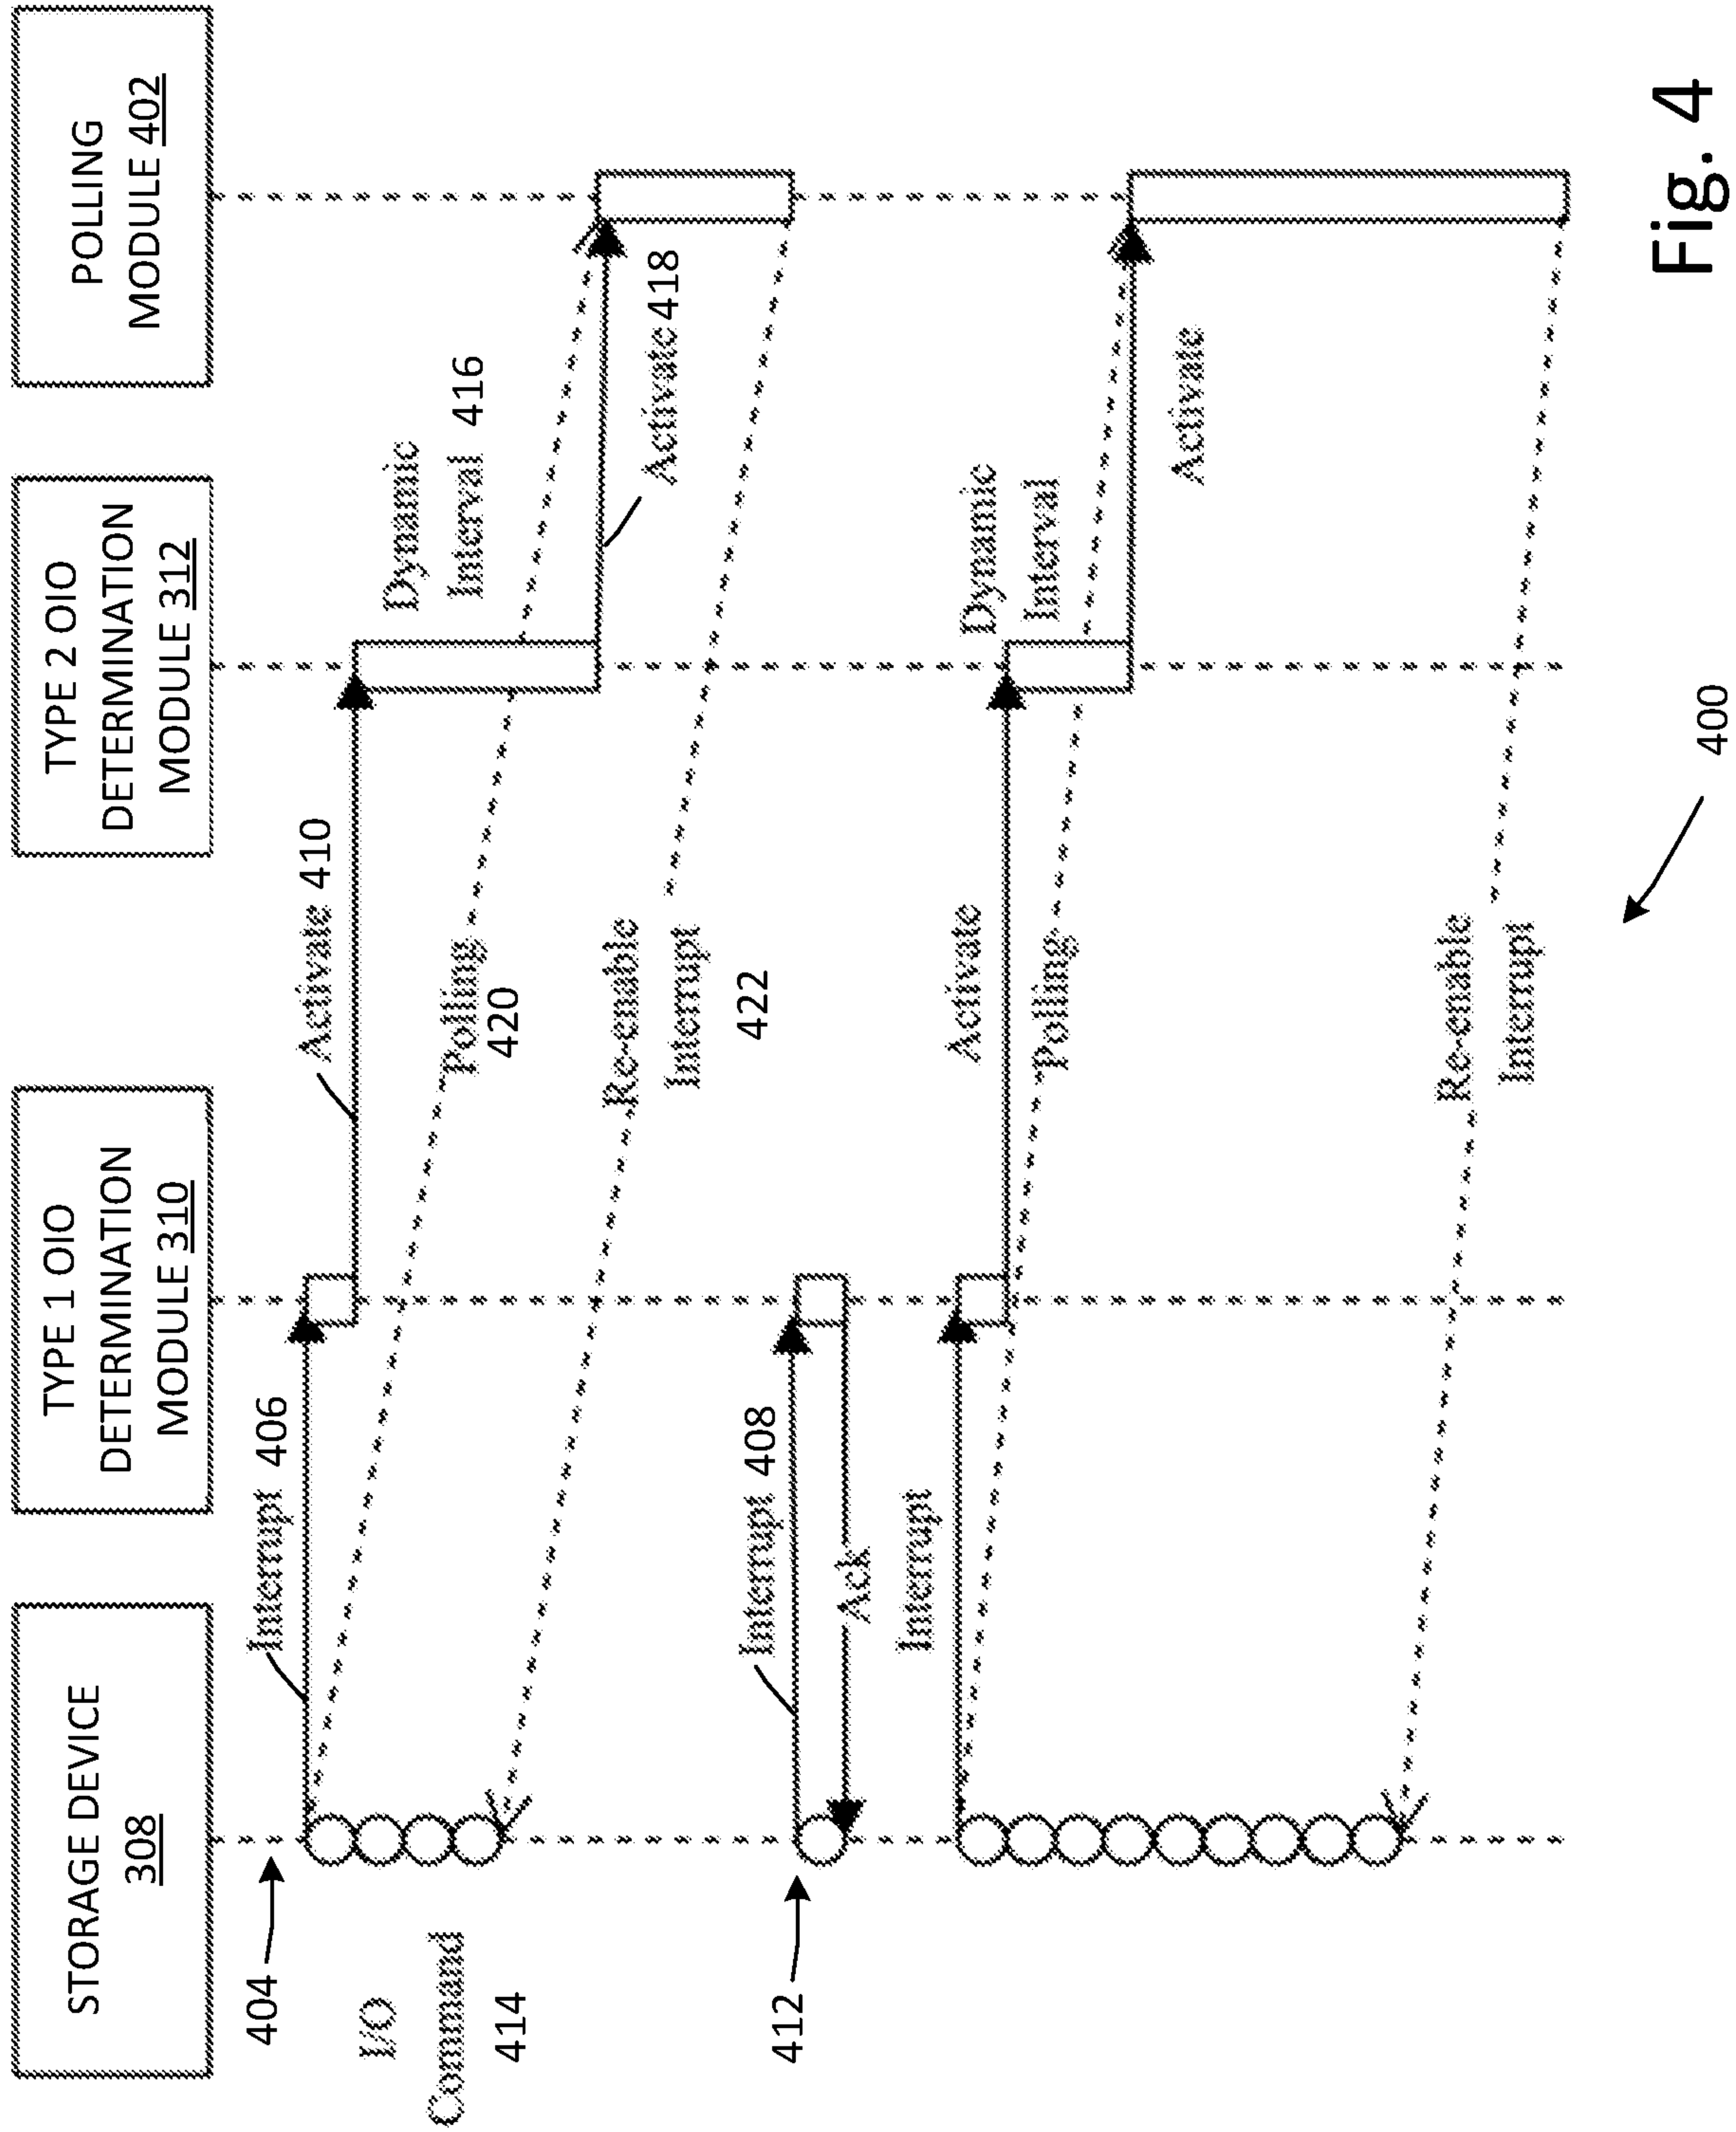 STORAGE DEVICE
308
TYPE 1 OIO
DETERMINATION
MODULE 310
TYPE 2 OIO
DETERMINATION
MODULE 312
POLLING
MODULE 402
404
Interrupt 406
Activate 410
I/O
Command
414
Polling
420
Dynamic
Interval 416
Re-enable
Interrupt
422
Activate 418
412
Interrupt 408
Ack
Interrupt
Activate
Polling
Dynamic
Interval
Activate
Re-enable
Interrupt
400
Fig. 4